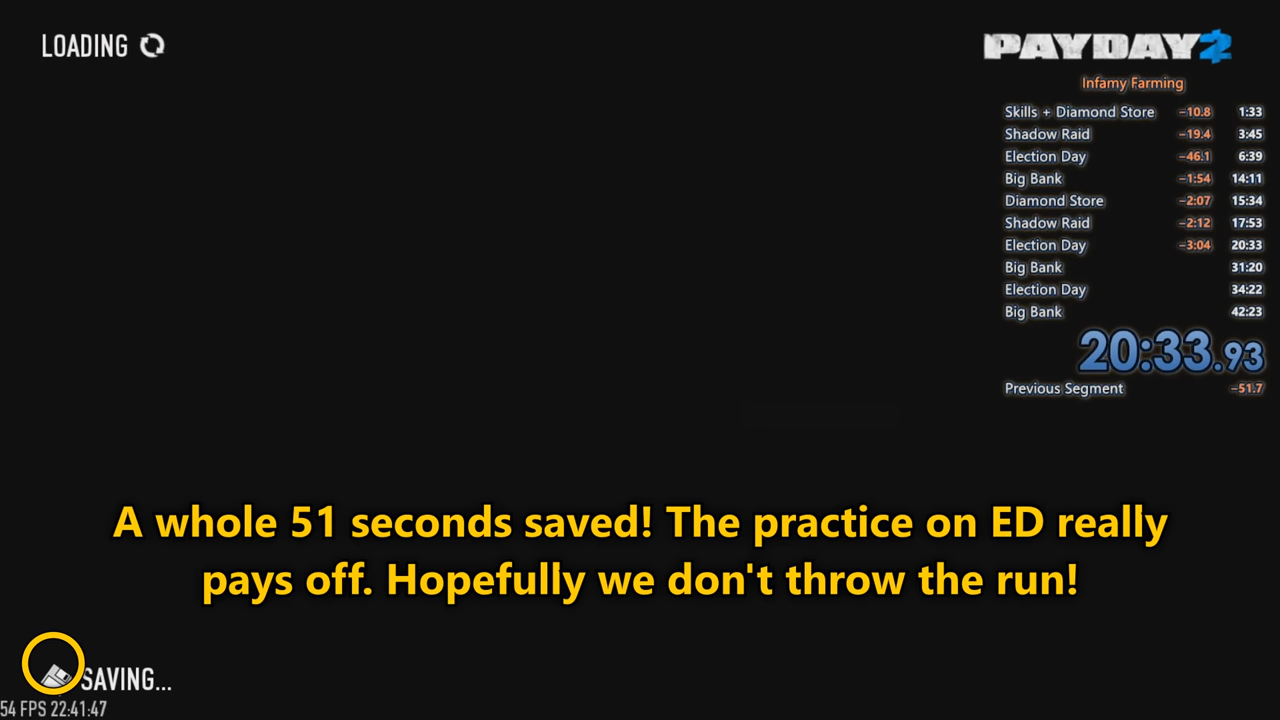 LOADING
PAYDAY 2
Infamy Farming
Skills + Diamond Store −10.8 1:33
Shadow Raid −19.4 3:45
Election Day −46.1 6:39
Big Bank −1:54 14:11
Diamond Store −2:07 15:34
Shadow Raid −2:12 17:53
Election Day −3:04 20:33
Big Bank 31:20
Election Day 34:22
Big Bank 42:23
20:33.93
Previous Segment −51.7
A whole 51 seconds saved! The practice on ED really
pays off. Hopefully we don't throw the run!
SAVING...
54 FPS 22:41:47